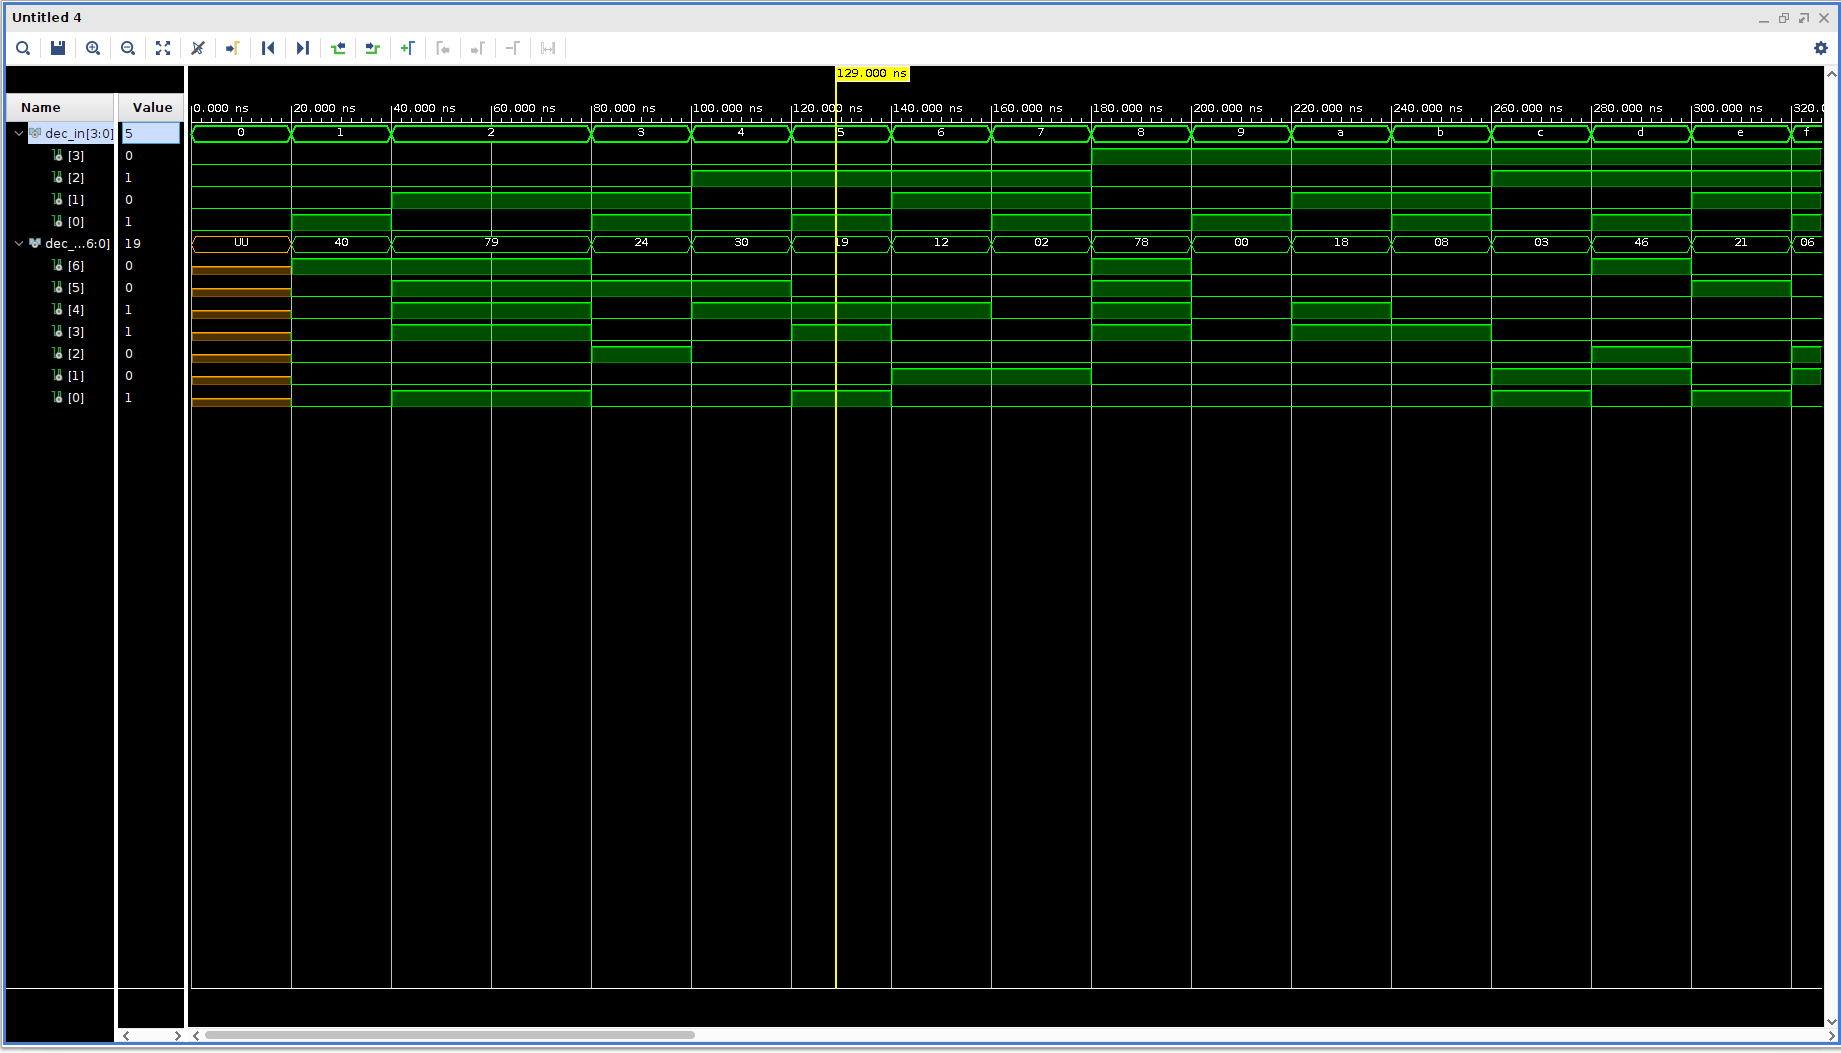 Untitled 4
129.000 ns
Name Value
0.000 ns 20.000 ns 40.000 ns 60.000 ns 80.000 ns 100.000 ns 120.000 ns 140.000 ns 160.000 ns 180.000 ns 200.000 ns 220.000 ns 240.000 ns 260.000 ns 280.000 ns 300.000 ns 320.
dec_in[3:0] 5 0 1 2 3 4 5 6 7 8 9 a b c d e f
[3] 0
[2] 1
[1] 0
[0] 1
dec_...6:0] 19 UU 40 79 24 30 19 12 02 78 00 18 08 03 46 21 06
[6] 0
[5] 0
[4] 1
[3] 1
[2] 0
[1] 0
[0] 1